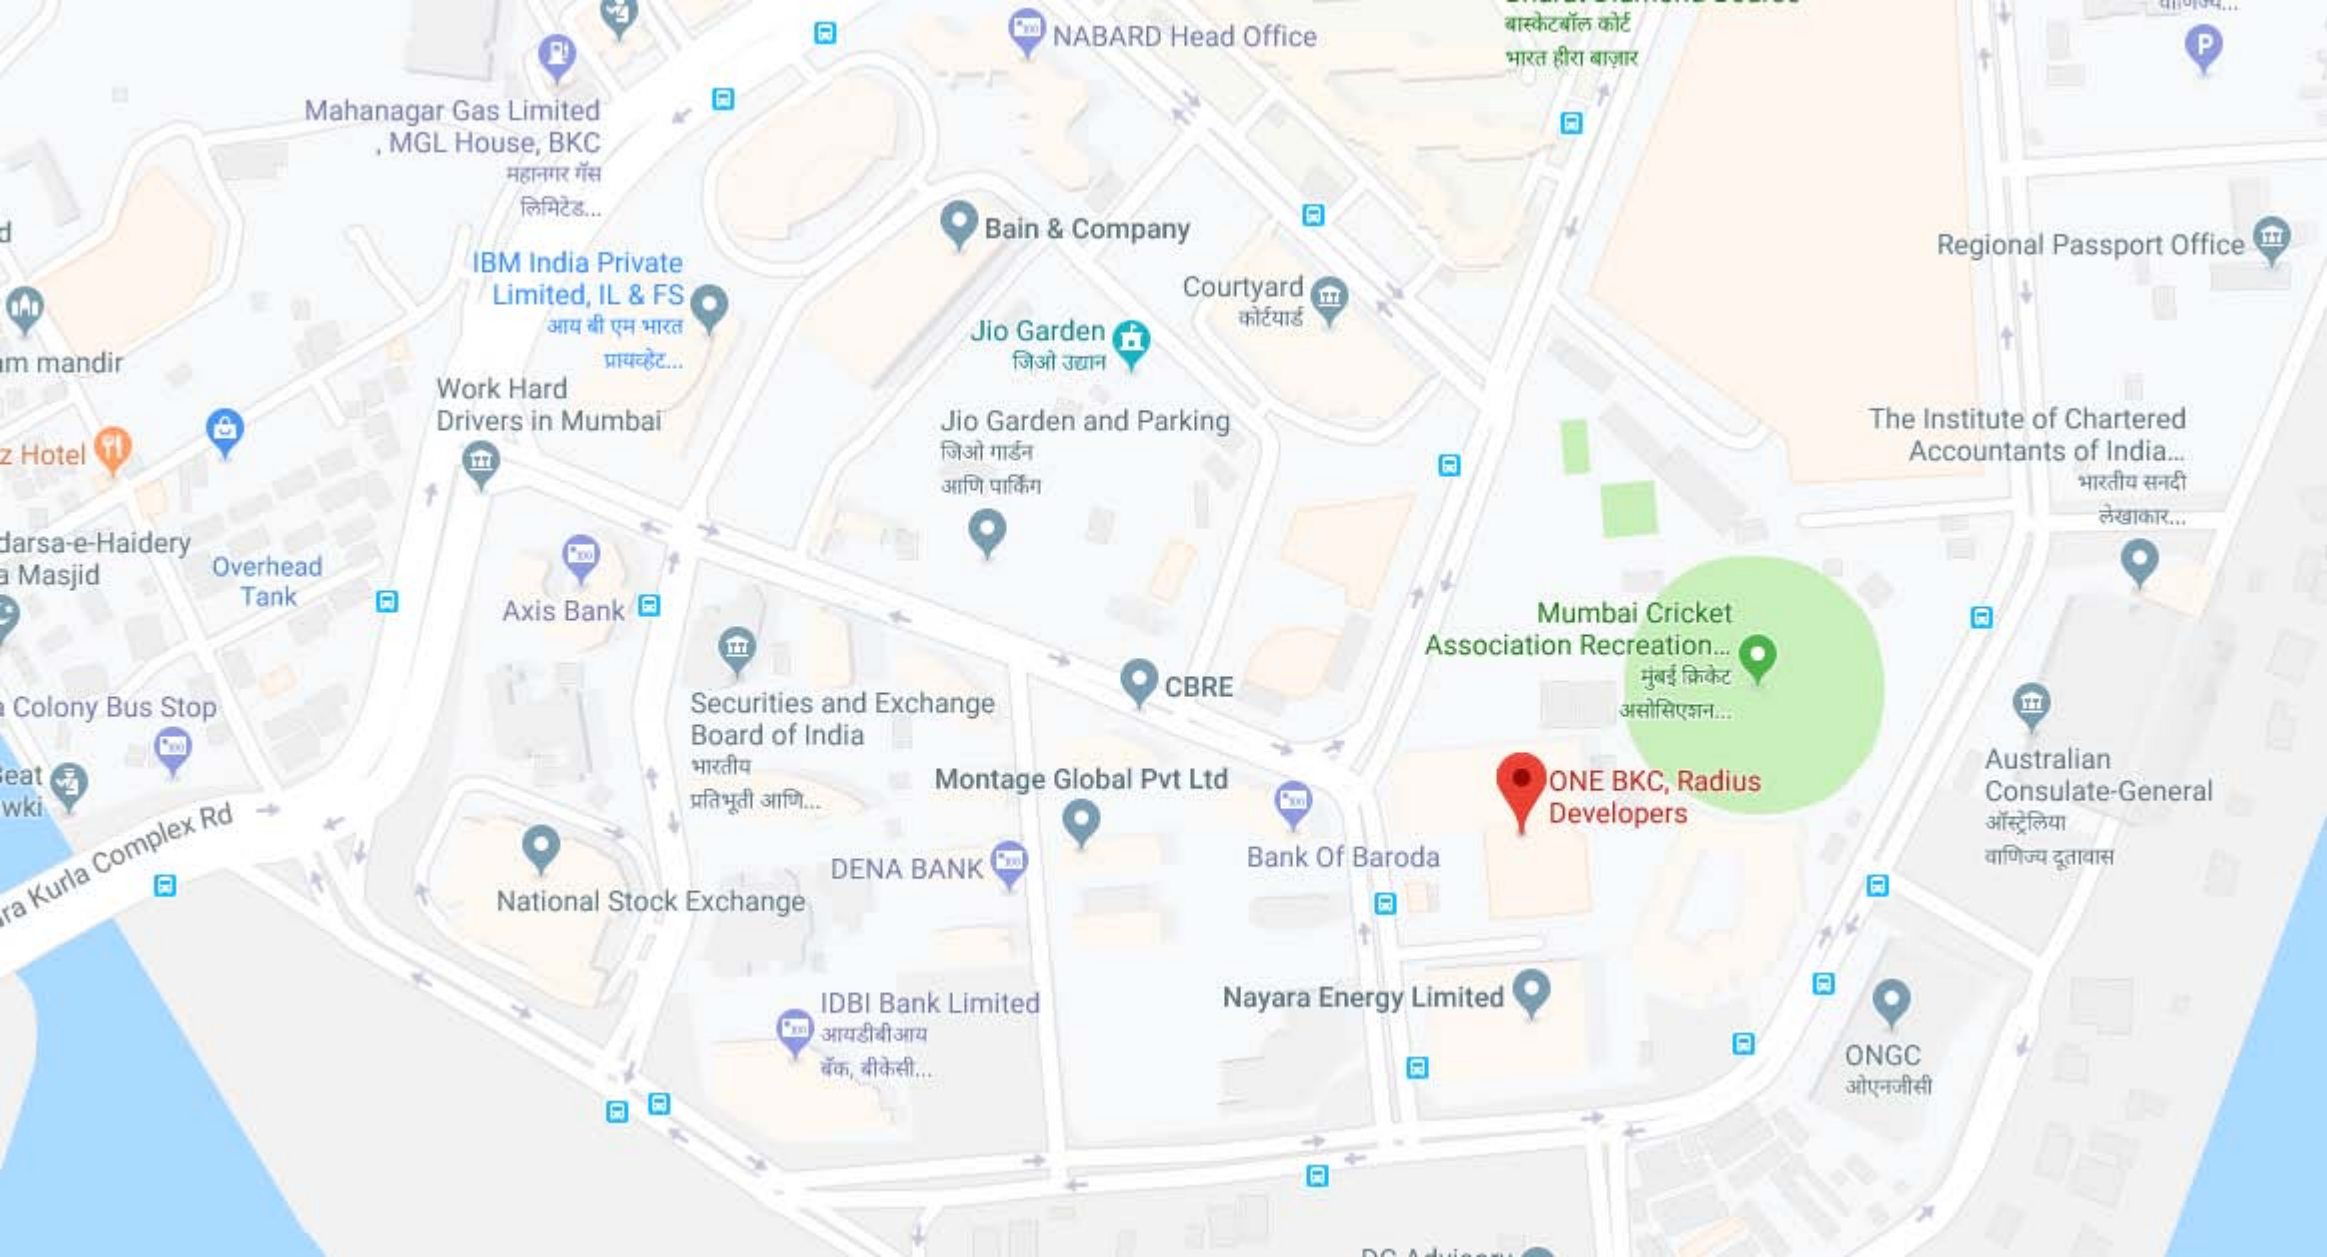 NABARD Head Office
बास्केटबॉल कोर्ट
भारत हीरा बाज़ार
P
Mahanagar Gas Limited
, MGL House, BKC
महानगर गॅस
लिमिटेड...
Bain & Company
Regional Passport Office
IBM India Private
Limited, IL & FS
आय बी एम भारत
प्रायव्हेट...
Courtyard
कोर्टयार्ड
Jio Garden
जिओ उद्यान
mandir
Work Hard
Drivers in Mumbai
Jio Garden and Parking
जिओ गार्डन
आणि पार्किंग
The Institute of Chartered
Accountants of India...
भारतीय सनदी
लेखाकार...
z Hotel
darsa-e-Haidery
a Masjid
Overhead
Tank
Axis Bank
Mumbai Cricket
Association Recreation...
मुंबई क्रिकेट
असोसिएशन...
CBRE
Securities and Exchange
Board of India
भारतीय
प्रतिभूती आणि...
a Colony Bus Stop
Montage Global Pvt Ltd
ONE BKC, Radius
Developers
Australian
Consulate-General
ऑस्ट्रेलिया
वाणिज्य दूतावास
eat
wki
ra Kurla Complex Rd
Bank Of Baroda
DENA BANK
National Stock Exchange
Nayara Energy Limited
IDBI Bank Limited
आयडीबीआय
बॅंक, बीकेसी...
ONGC
ओएनजीसी